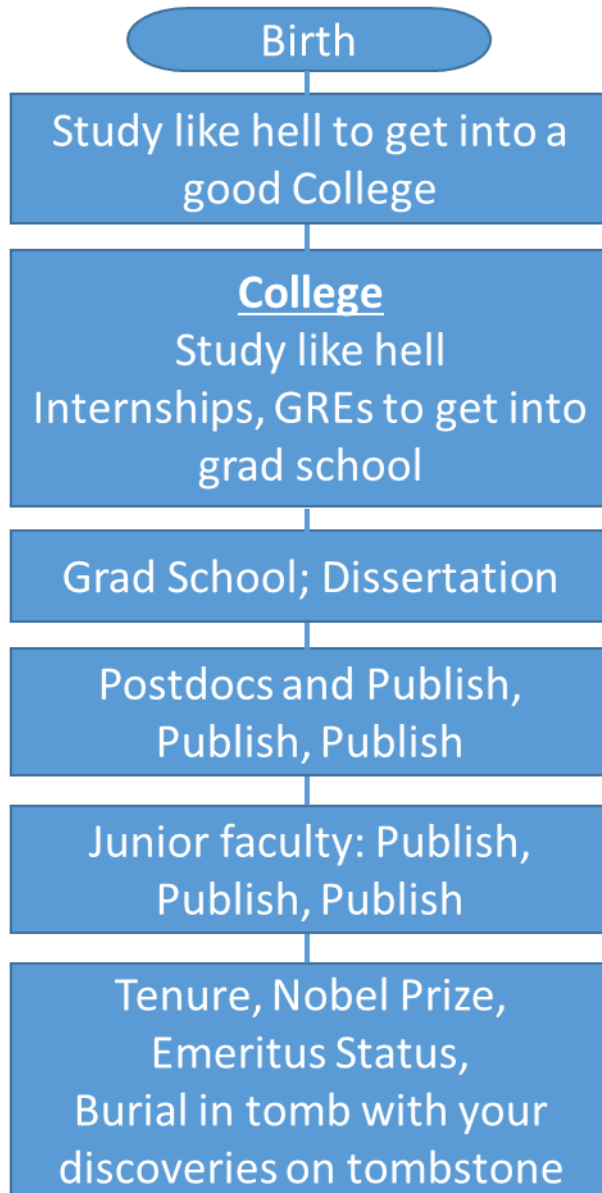 Birth
Study like hell to get into a
good College
College
Study like hell
Internships, GREs to get into
grad school
Grad School; Dissertation
Postdocs and Publish,
Publish, Publish
Junior faculty: Publish,
Publish, Publish
Tenure, Nobel Prize,
Emeritus Status,
Burial in tomb with your
discoveries on tombstone